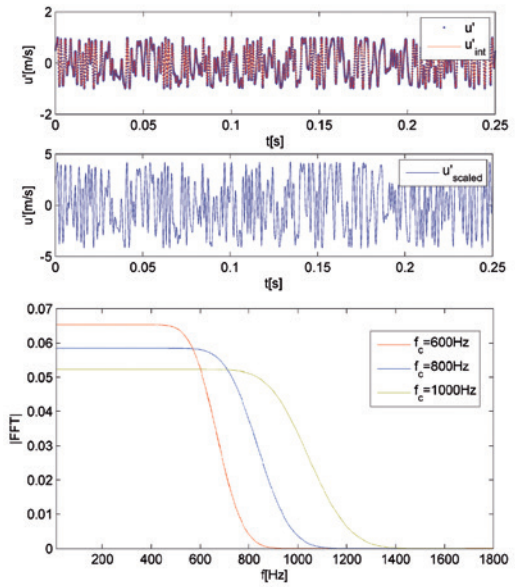 2
0
-2
u'[m/s]
u'
u'int
0 0.05 0.1 0.15 0.2 0.25
t[s]
5
0
-5
u'[m/s]
u'scaled
0 0.05 0.1 0.15 0.2 0.25
t[s]
0.07
0.06
0.05
0.04
0.03
0.02
0.01
0
|FFT|
f_c=600Hz
f_c=800Hz
f_c=1000Hz
200 400 600 800 1000 1200 1400 1600 1800
f[Hz]